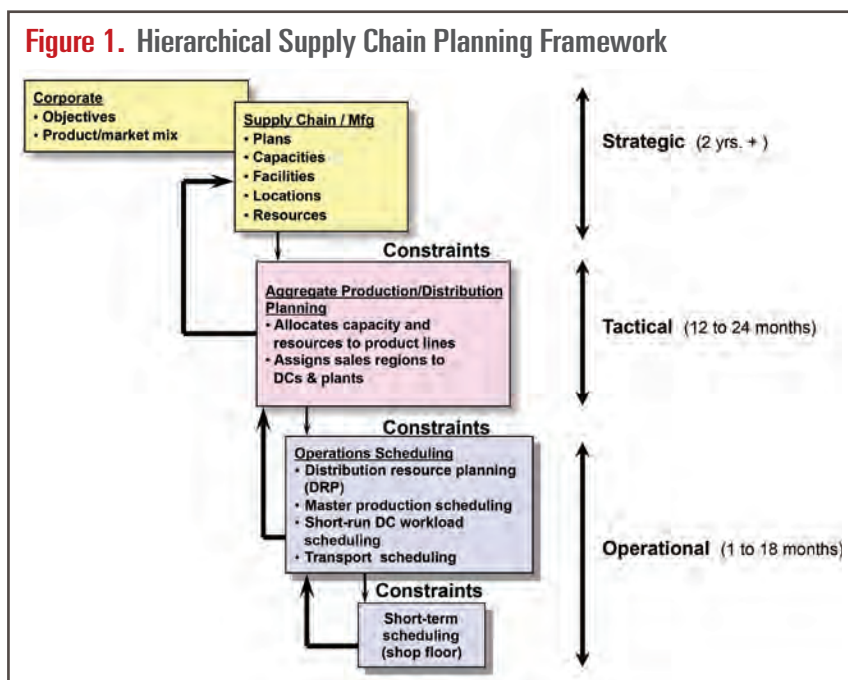 Figure 1. Hierarchical Supply Chain Planning Framework
Corporate
• Objectives
• Product/market mix
Supply Chain / Mfg
• Plans
• Capacities
• Facilities
• Locations
• Resources
Strategic (2 yrs. + )
Constraints
Aggregate Production/Distribution
Planning
• Allocates capacity and
resources to product lines
• Assigns sales regions to
DCs & plants
Tactical (12 to 24 months)
Constraints
Operations Scheduling
• Distribution resource planning
(DRP)
• Master production scheduling
• Short-run DC workload
scheduling
• Transport scheduling
Operational (1 to 18 months)
Constraints
Short-term
scheduling
(shop floor)